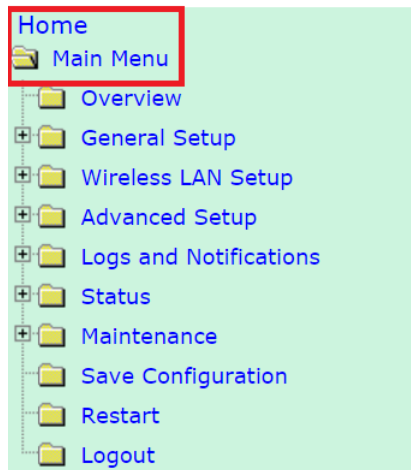 Home
Main Menu
Overview
General Setup
Wireless LAN Setup
Advanced Setup
Logs and Notifications
Status
Maintenance
Save Configuration
Restart
Logout